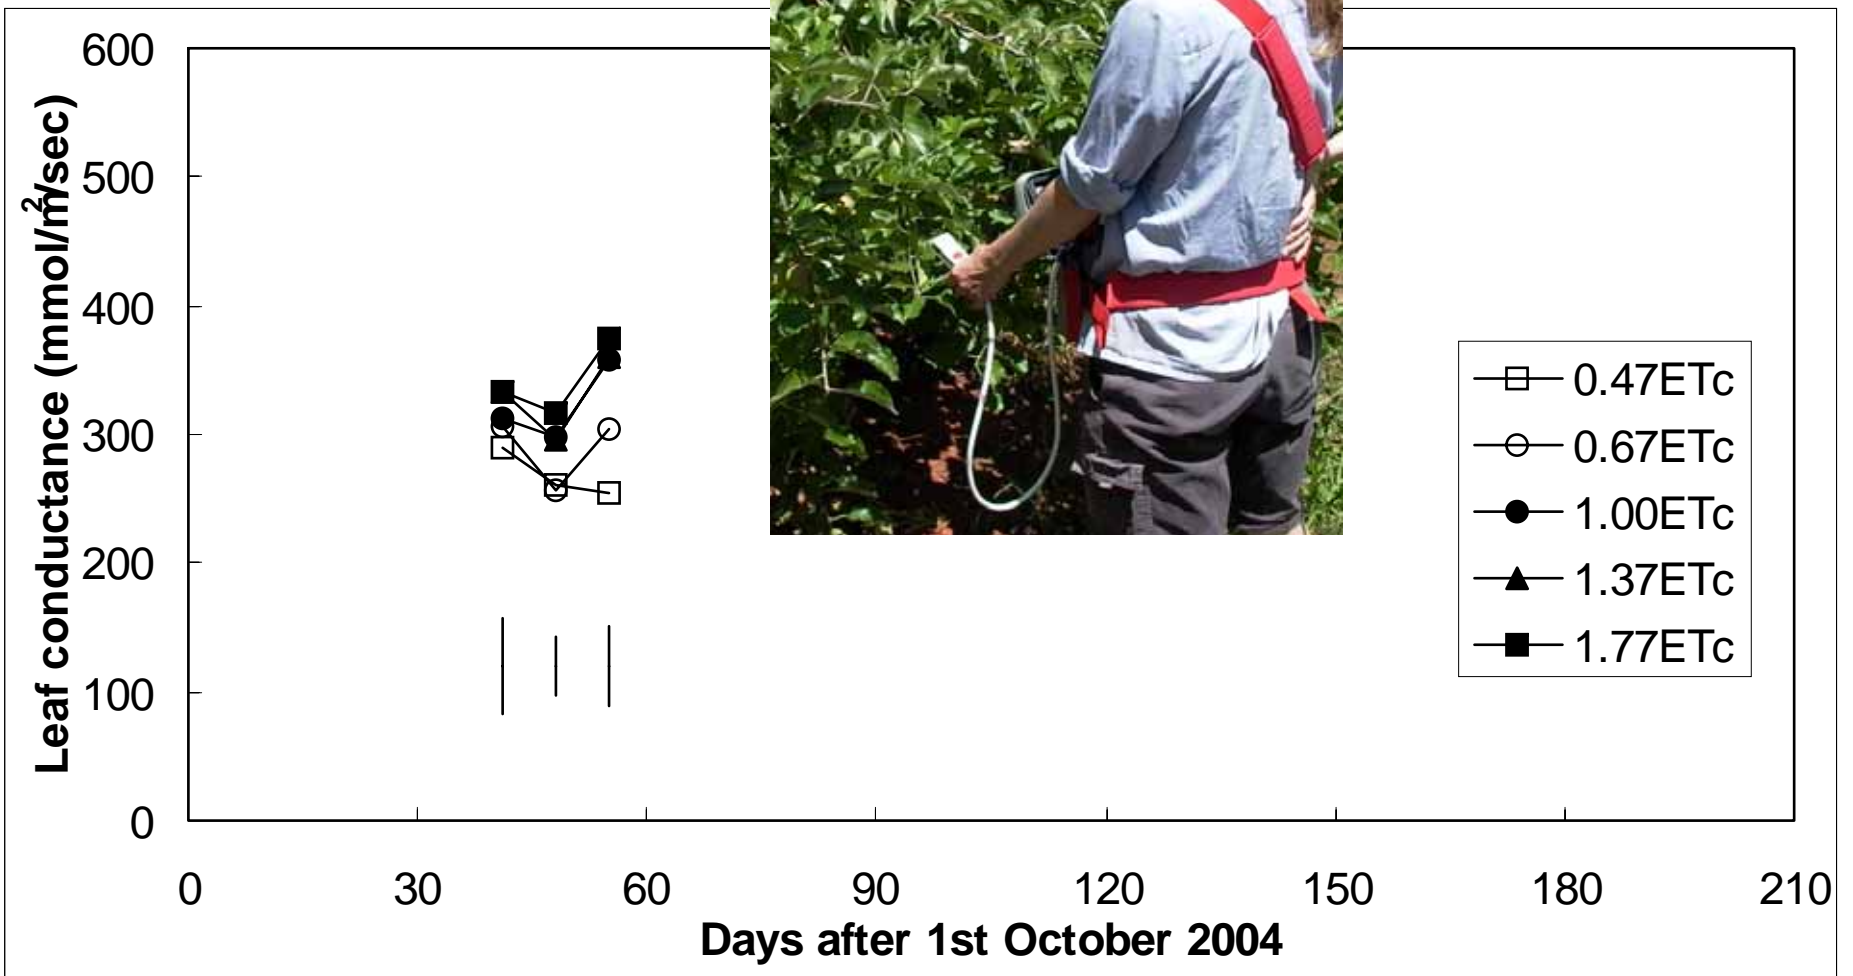 600
500
400
300
200
100
0
Leaf conductance (mmol/m²/sec)
0.47ETc
0.67ETc
1.00ETc
1.37ETc
1.77ETc
0 30 60 90 120 150 180 210
Days after 1st October 2004